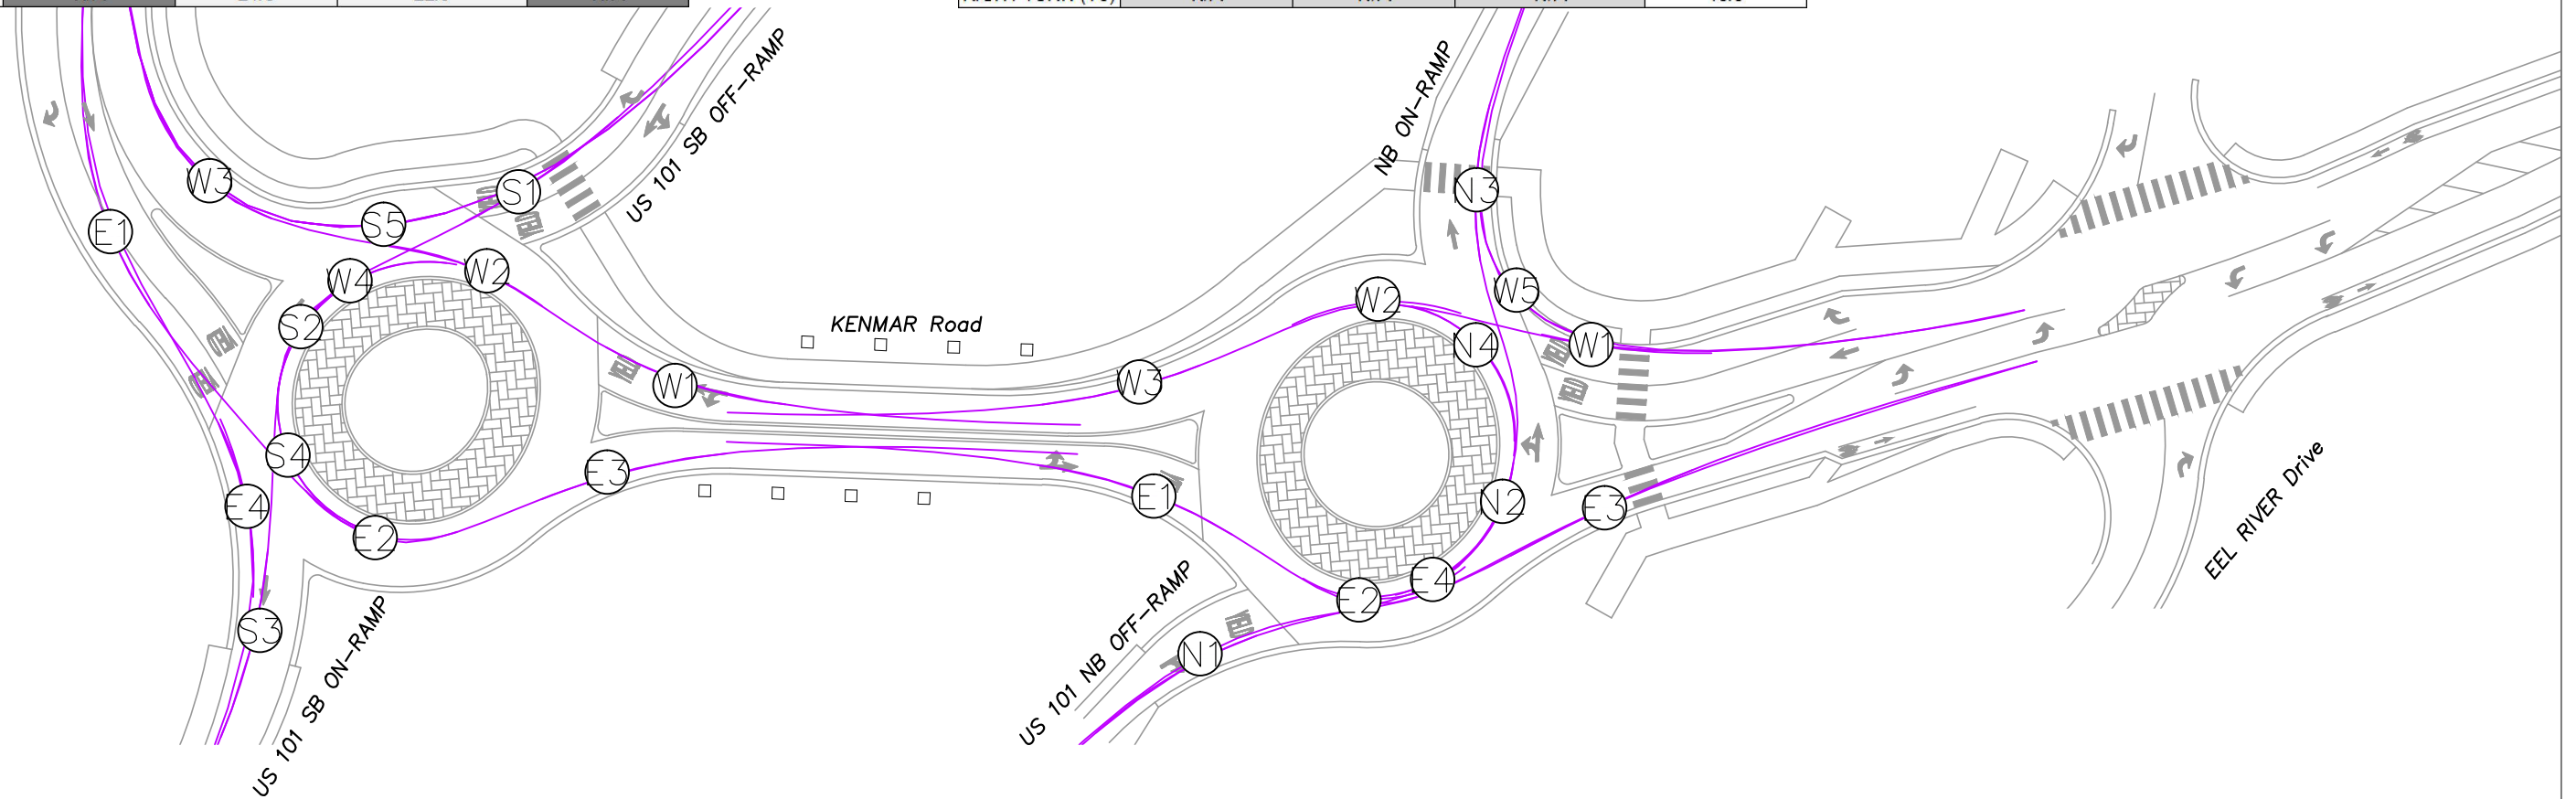 US 101 SB OFF-RAMP
NB ON-RAMP
W3
S1
N3
E1
S5
W4
W2
W2
W5
S2
KENMAR Road
N4
W1
W1
W3
S4
E3
E1
N2
E3
E4
E2
E2
E4
S3
N1
US 101 SB ON-RAMP
US 101 NB OFF-RAMP
EEL RIVER Drive